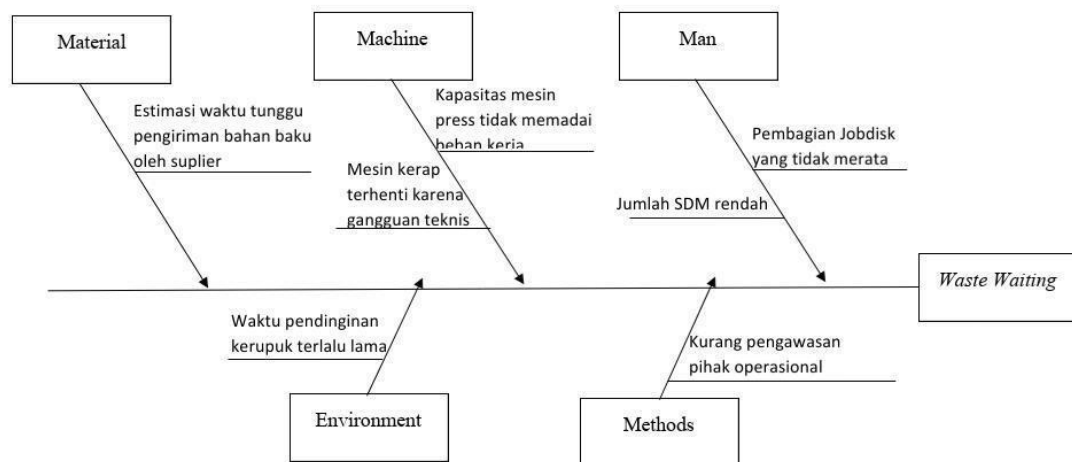 Material
Machine
Man
Estimasi waktu tunggu
pengiriman bahan baku
oleh suplier
Kapasitas mesin
press tidak memadai
beban kerja
Mesin kerap
terhenti karena
gangguan teknis
Pembagian Jobdisk
yang tidak merata
Jumlah SDM rendah
Waste Waiting
Waktu pendinginan
kerupuk terlalu lama
Kurang pengawasan
pihak operasional
Environment
Methods